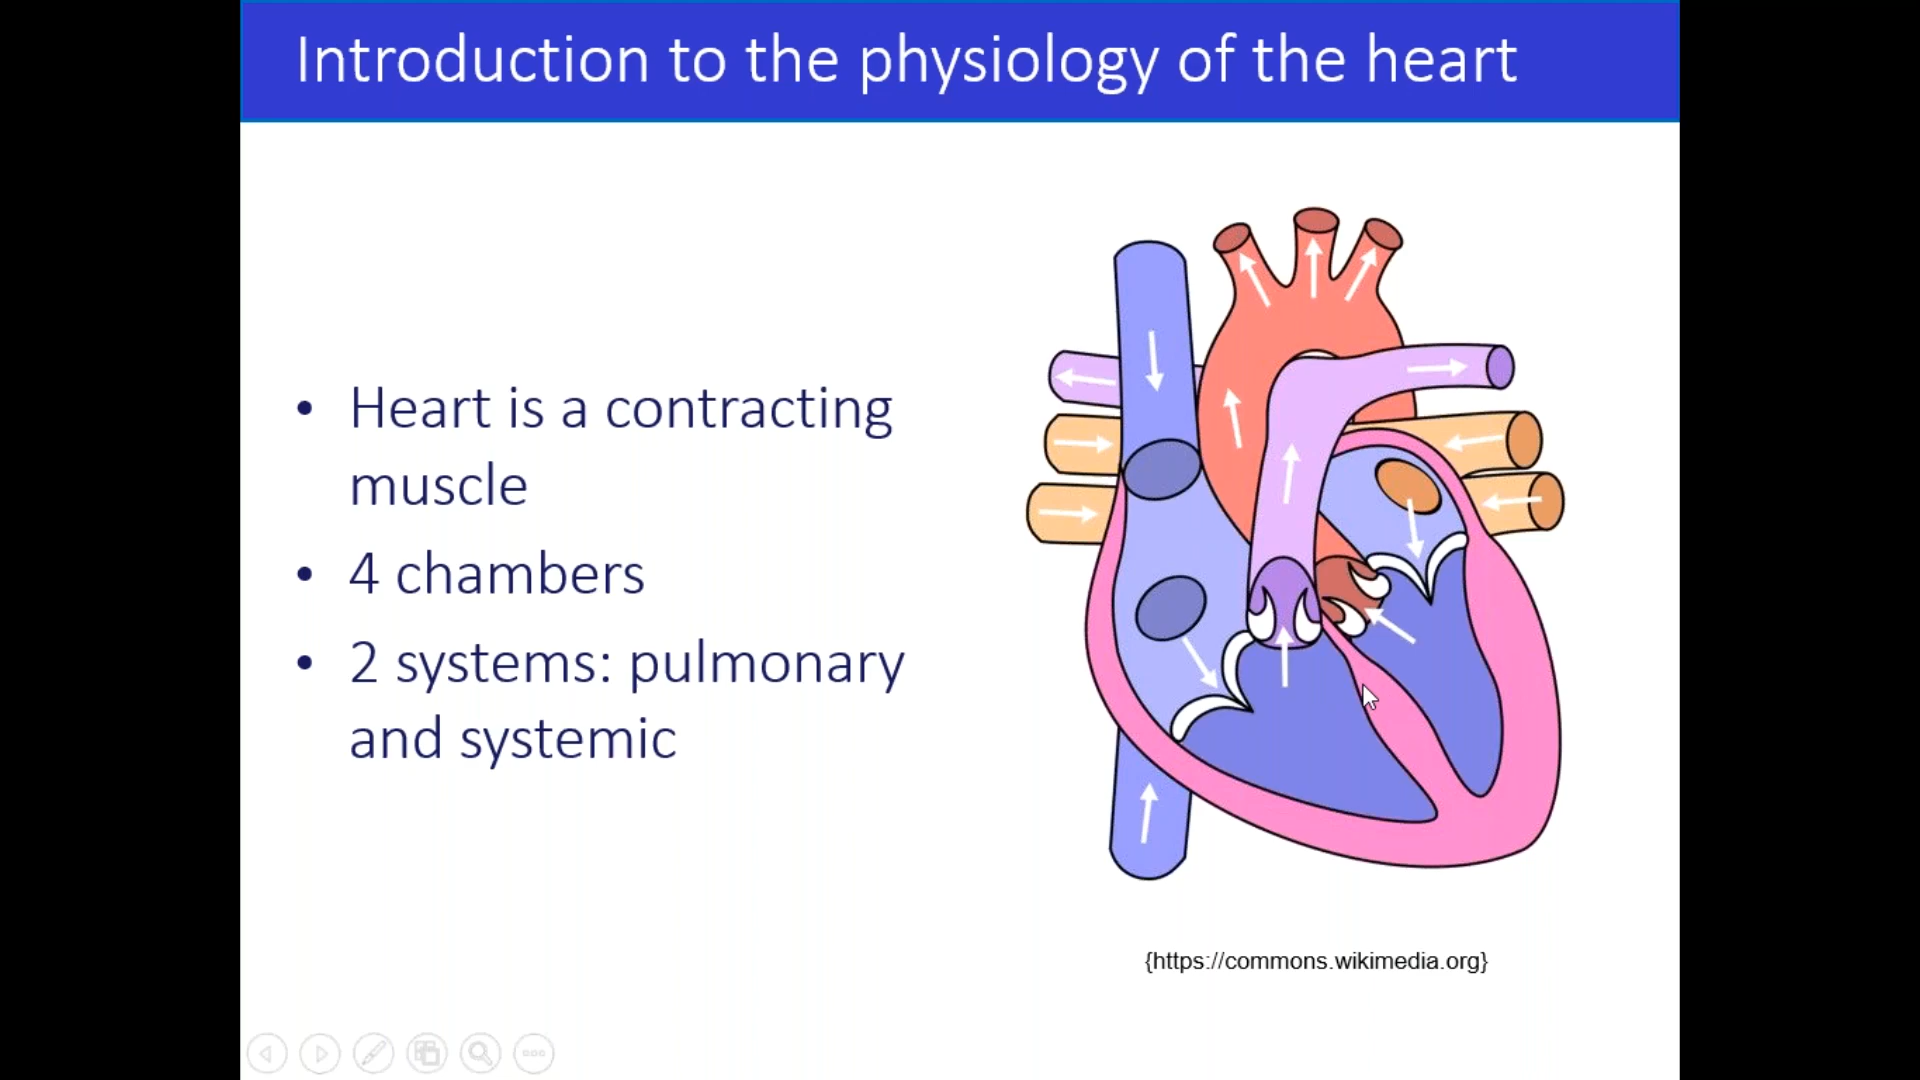 Introduction to the physiology of the heart
• Heart is a contracting
muscle
• 4 chambers
• 2 systems: pulmonary
and systemic
{https://commons.wikimedia.org}